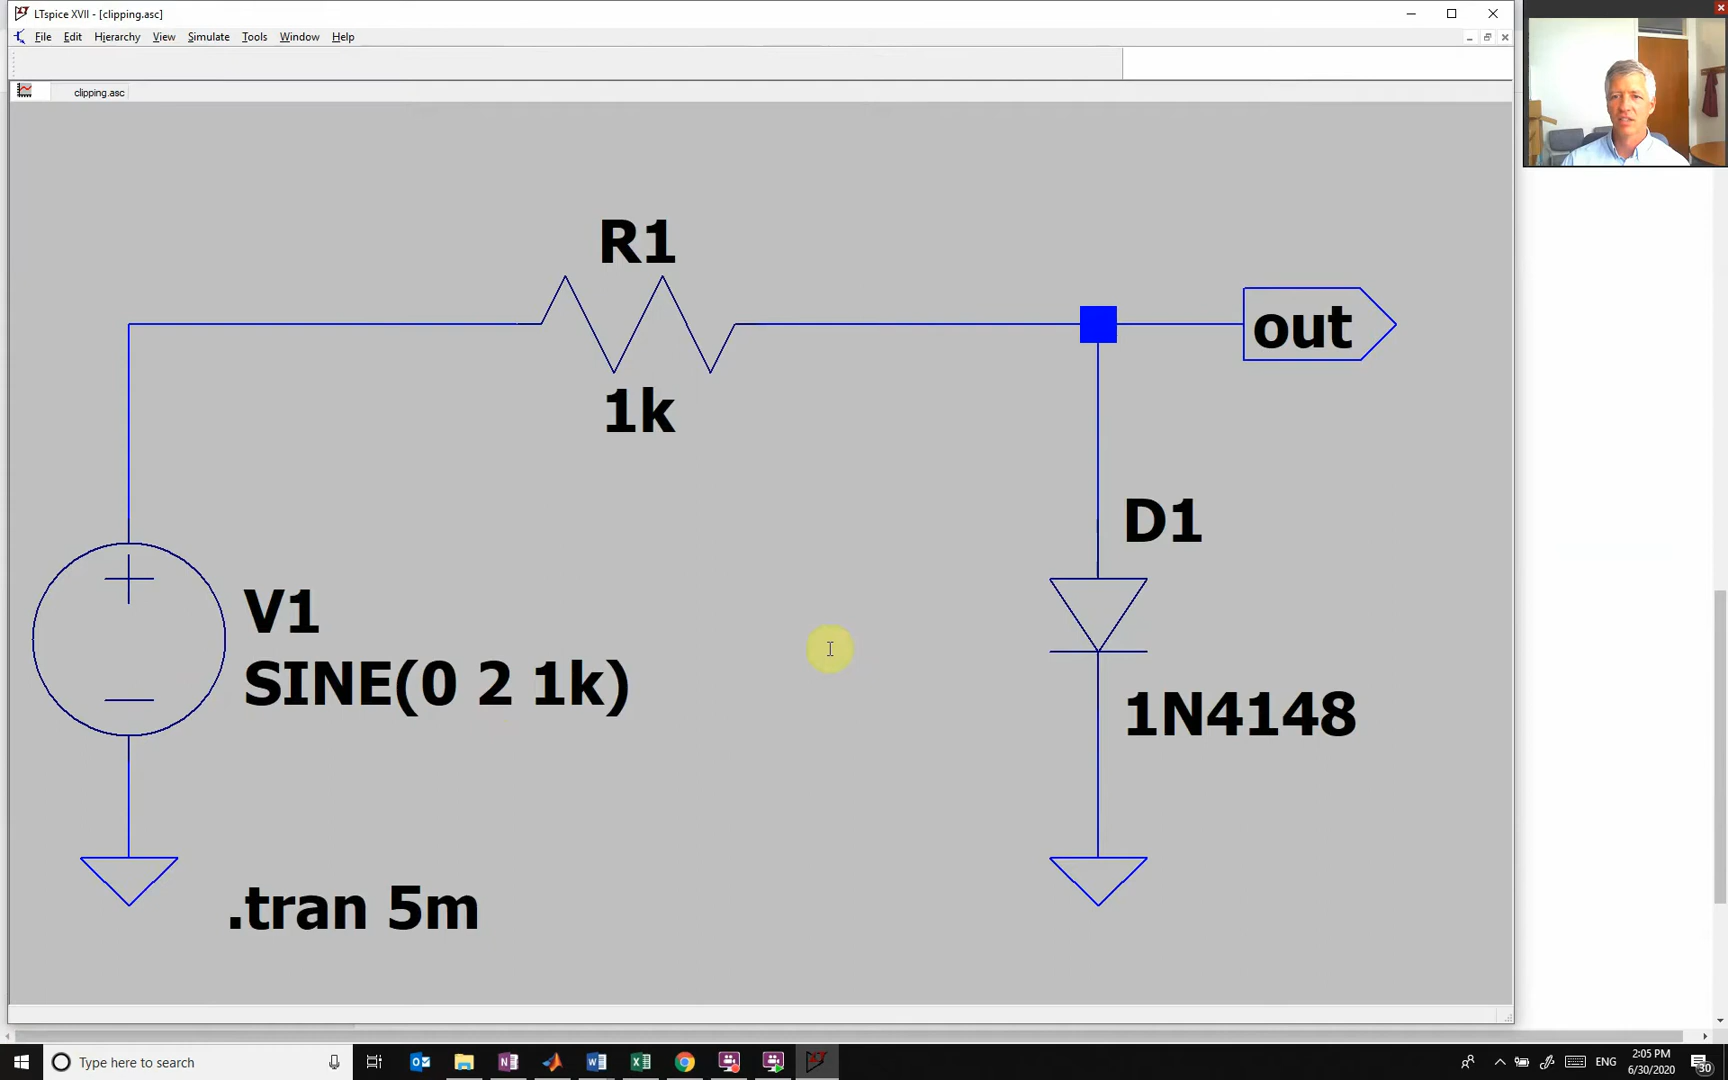 LTspice XVII - [clipping.asc]
File Edit Hierarchy View Simulate Tools Window Help
clipping.asc
R1
1k
out
D1
1N4148
V1
SINE(0 2 1k)
.tran 5m
Type here to search
ENG
2:05 PM
6/30/2020
30